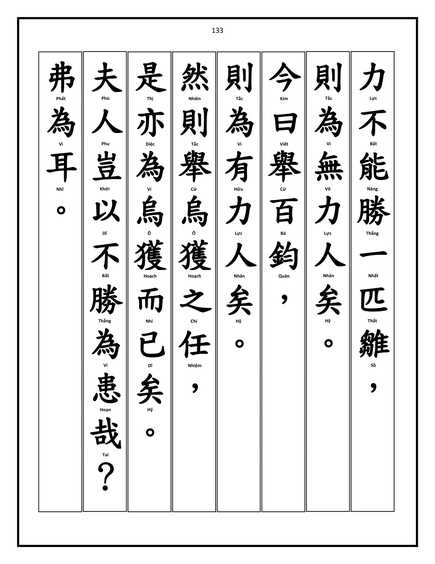 133
力不能勝一匹雛，
Lực Bất Năng Thắng Nhất Thất Sò
則為無力人矣。
Tắc Vi Vô Lực Nhân Hỹ
今曰舉百鈞，
Kim Viết Cử Bá Quân
則為有力人矣。
Tắc Vi Hữu Lực Nhân Hỹ
然則舉烏獲之任，
Nhiên Tắc Cử Ô Hoạch Chi Nhiệm
是亦為烏獲而已矣。
Thị Diệc Vi Ô Hoạch Nhi Dĩ Hỹ
夫人豈以不勝為患哉？
Phù Phu Khởi Dĩ Bất Thắng Vi Hoạn Tai
弗為耳。
Phất Vi Nhĩ